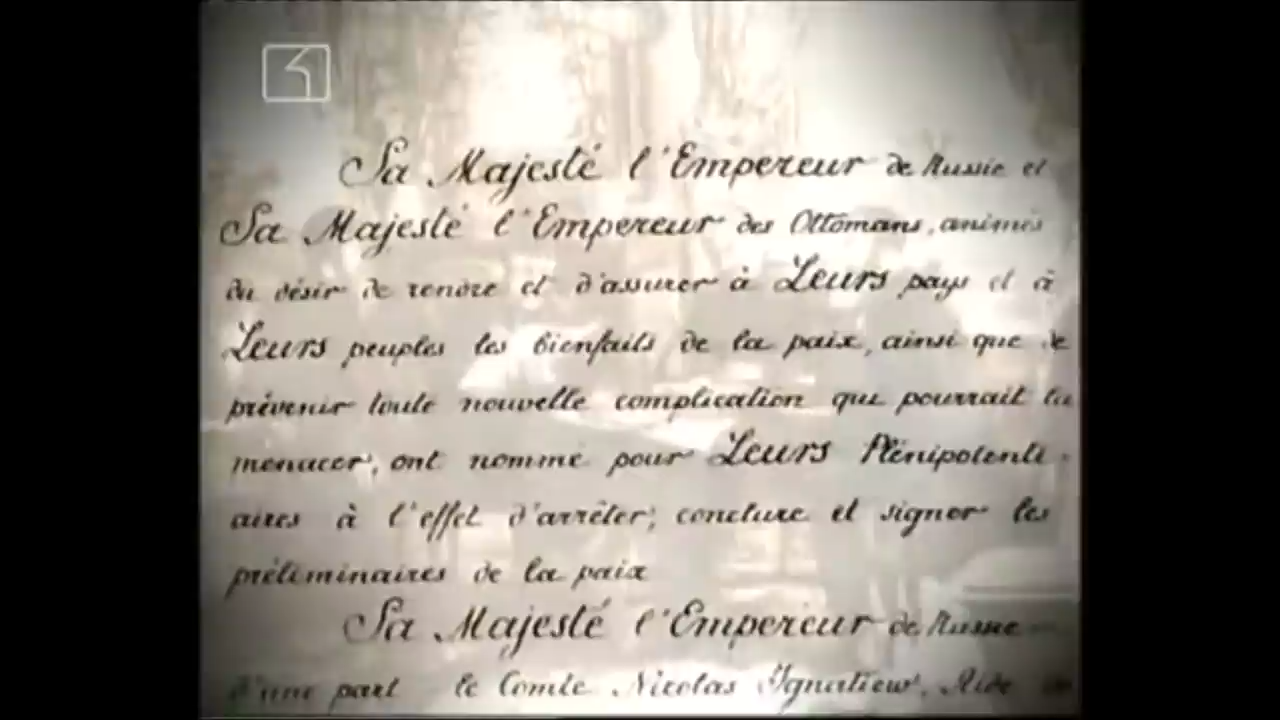 Sa Majesté l'Empereur de Russie et
Sa Majesté l'Empereur des Ottomans, animés
du désir de rendre et d'assurer à Leurs pays et à
Leurs peuples les bienfaits de la paix, ainsi que de
prévenir toute nouvelle complication qui pourrait la
menacer, ont nommé pour Leurs Plénipotenti-
aires à l'effet d'arrêter, conclure et signer les
préliminaires de la paix
Sa Majesté l'Empereur de Russie
d'une part le Comte Nicolas Ignatiew, Aide de